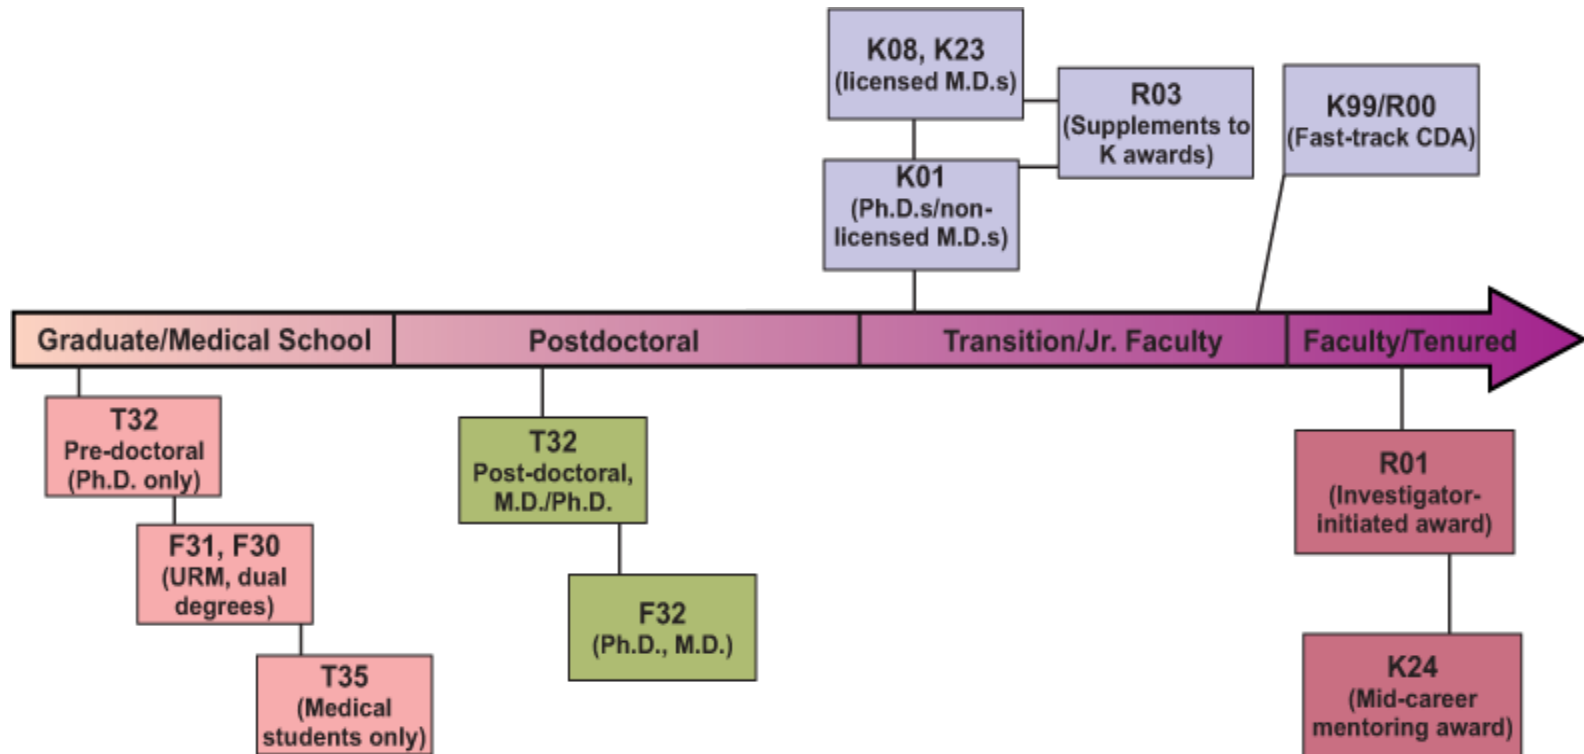 K08, K23
(licensed M.D.s)
R03
(Supplements to
K awards)
K99/R00
(Fast-track CDA)
K01
(Ph.D.s/non-
licensed M.D.s)
Graduate/Medical School
Postdoctoral
Transition/Jr. Faculty
Faculty/Tenured
T32
Pre-doctoral
(Ph.D. only)
F31, F30
(URM, dual
degrees)
T35
(Medical
students only)
T32
Post-doctoral,
M.D./Ph.D.
F32
(Ph.D., M.D.)
R01
(Investigator-
initiated award)
K24
(Mid-career
mentoring award)